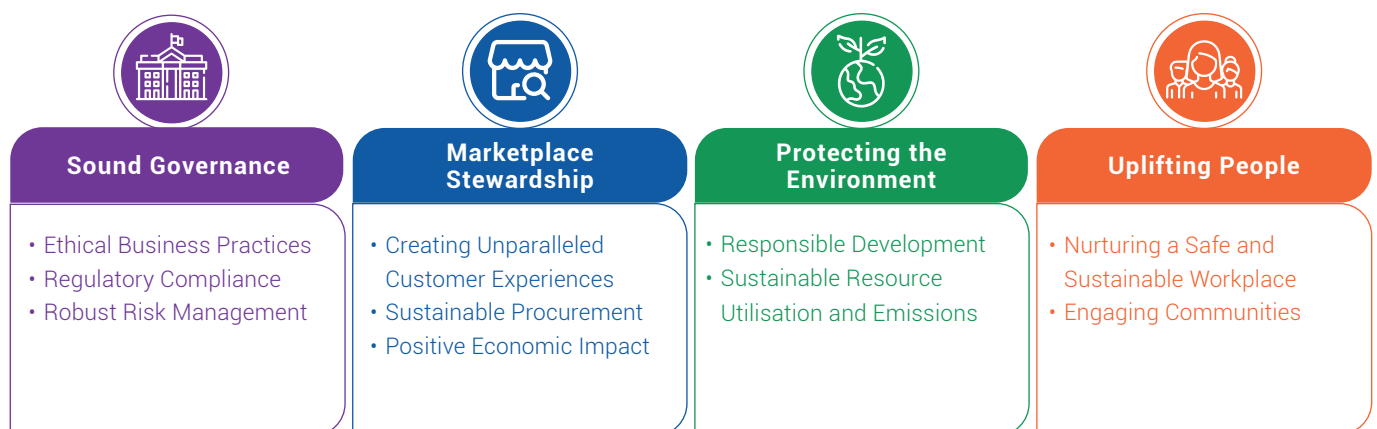 Sound Governance
• Ethical Business Practices
• Regulatory Compliance
• Robust Risk Management
Marketplace
Stewardship
• Creating Unparalleled
Customer Experiences
• Sustainable Procurement
• Positive Economic Impact
Protecting the
Environment
• Responsible Development
• Sustainable Resource
Utilisation and Emissions
Uplifting People
• Nurturing a Safe and
Sustainable Workplace
• Engaging Communities